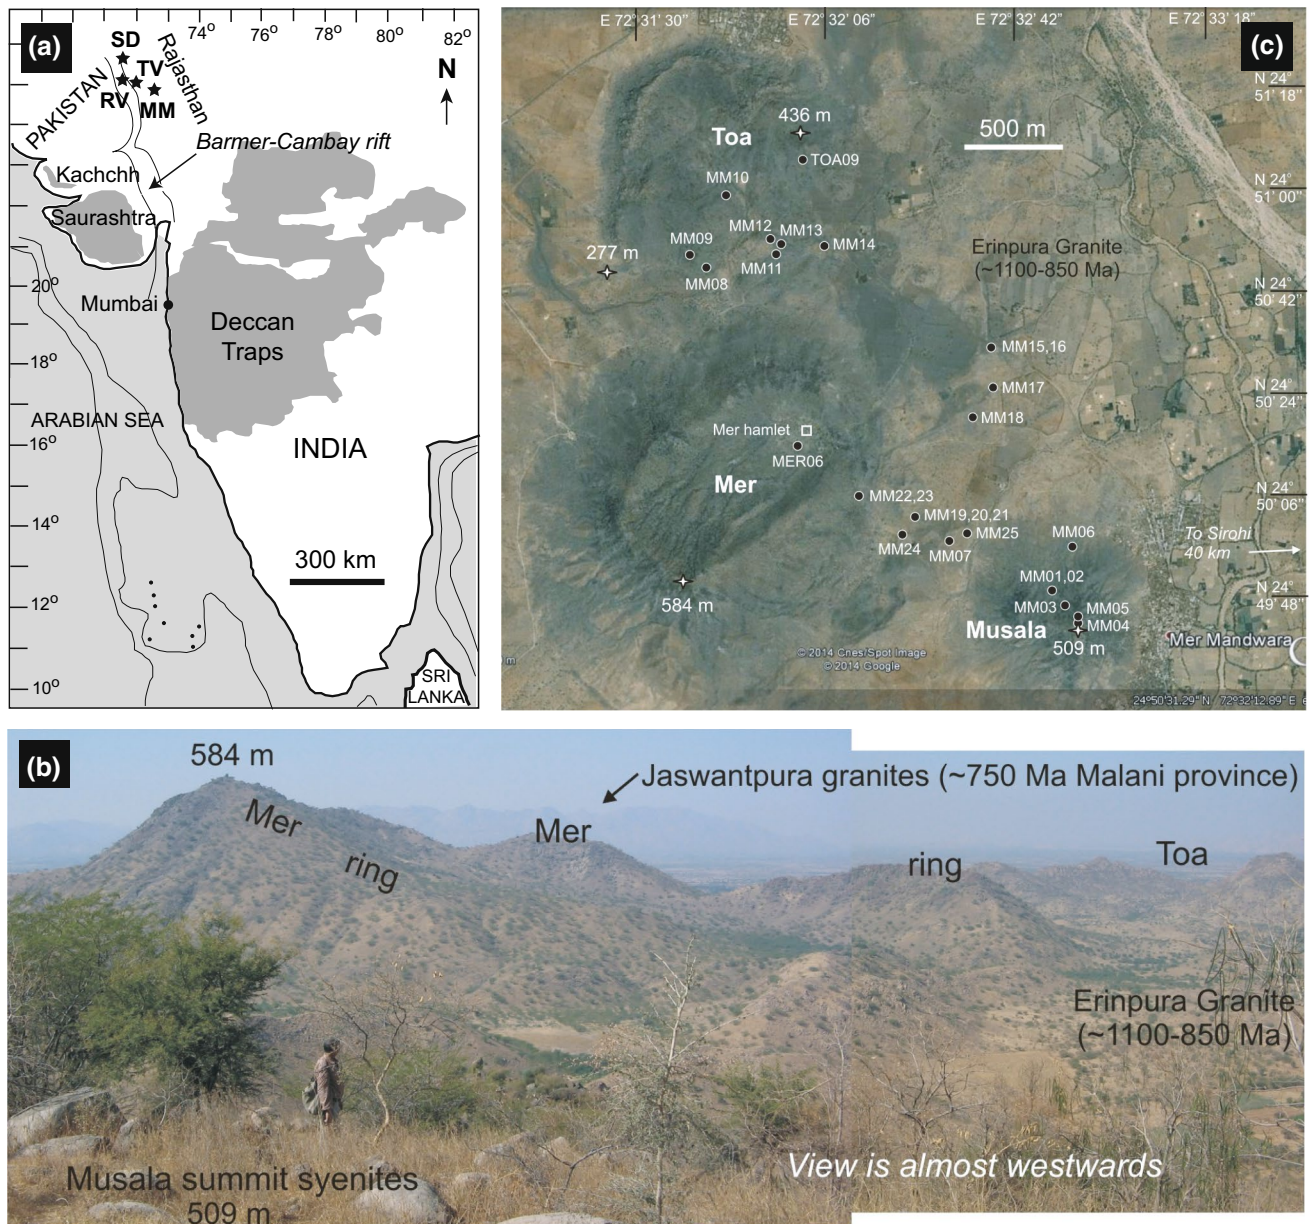 (a)
74°
76°
78°
80°
82°
SD
TV
RV
MM
PAKISTAN
Rajasthan
N
Barmer-Cambay rift
Kachchh
Saurashtra
20°
Mumbai
Deccan
Traps
18°
ARABIAN SEA
16°
INDIA
14°
300 km
12°
10°
SRI
LANKA
(c)
E 72° 31' 30"
E 72° 32' 06"
E 72° 32' 42"
E 72° 33' 18"
N 24°
51' 18"
436 m
Toa
500 m
TOA09
MM10
N 24°
51' 00"
MM12
MM13
MM09
MM14
277 m
MM11
MM08
Erinpura Granite
(~1100-850 Ma)
N 24°
50' 42"
MM15,16
MM17
N 24°
50' 24"
MM18
Mer hamlet
MER06
Mer
N 24°
50' 06"
MM22,23
MM19,20,21
MM25
MM24
MM07
MM06
To Sirohi
40 km
584 m
MM01,02
N 24°
49' 48"
MM03
MM05
MM04
Musala
509 m
Mer Mandwara
m
© 2014 Cnes/Spot Image
© 2014 Google
24°50'31.29" N 72°32'12.89" E e
(b)
584 m
Jaswantpura granites (~750 Ma Malani province)
Mer
ring
Mer
ring
Toa
Erinpura Granite
(~1100-850 Ma)
View is almost westwards
Musala summit syenites
509 m